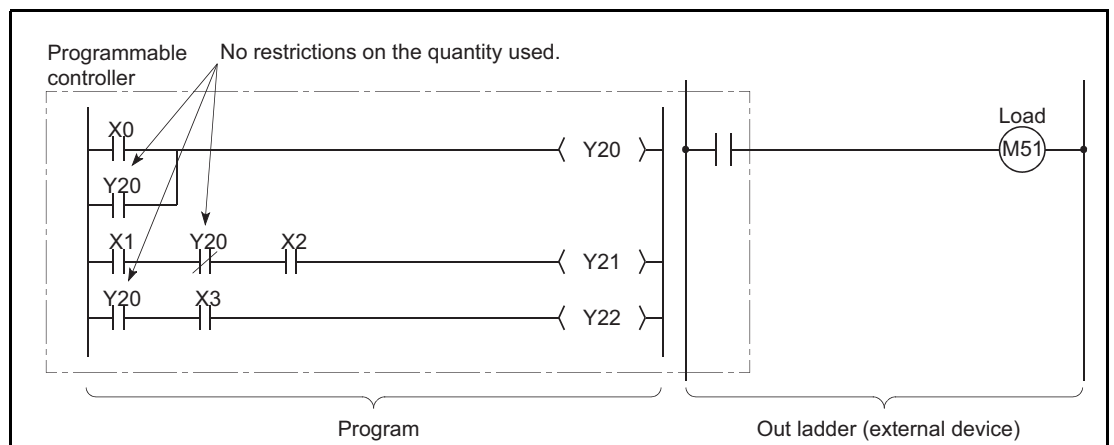 Programmable
controller
No restrictions on the quantity used.
X0
Y20
Y20
X1
Y20
X2
Y21
Y20
X3
Y22
Load
M51
Program
Out ladder (external device)